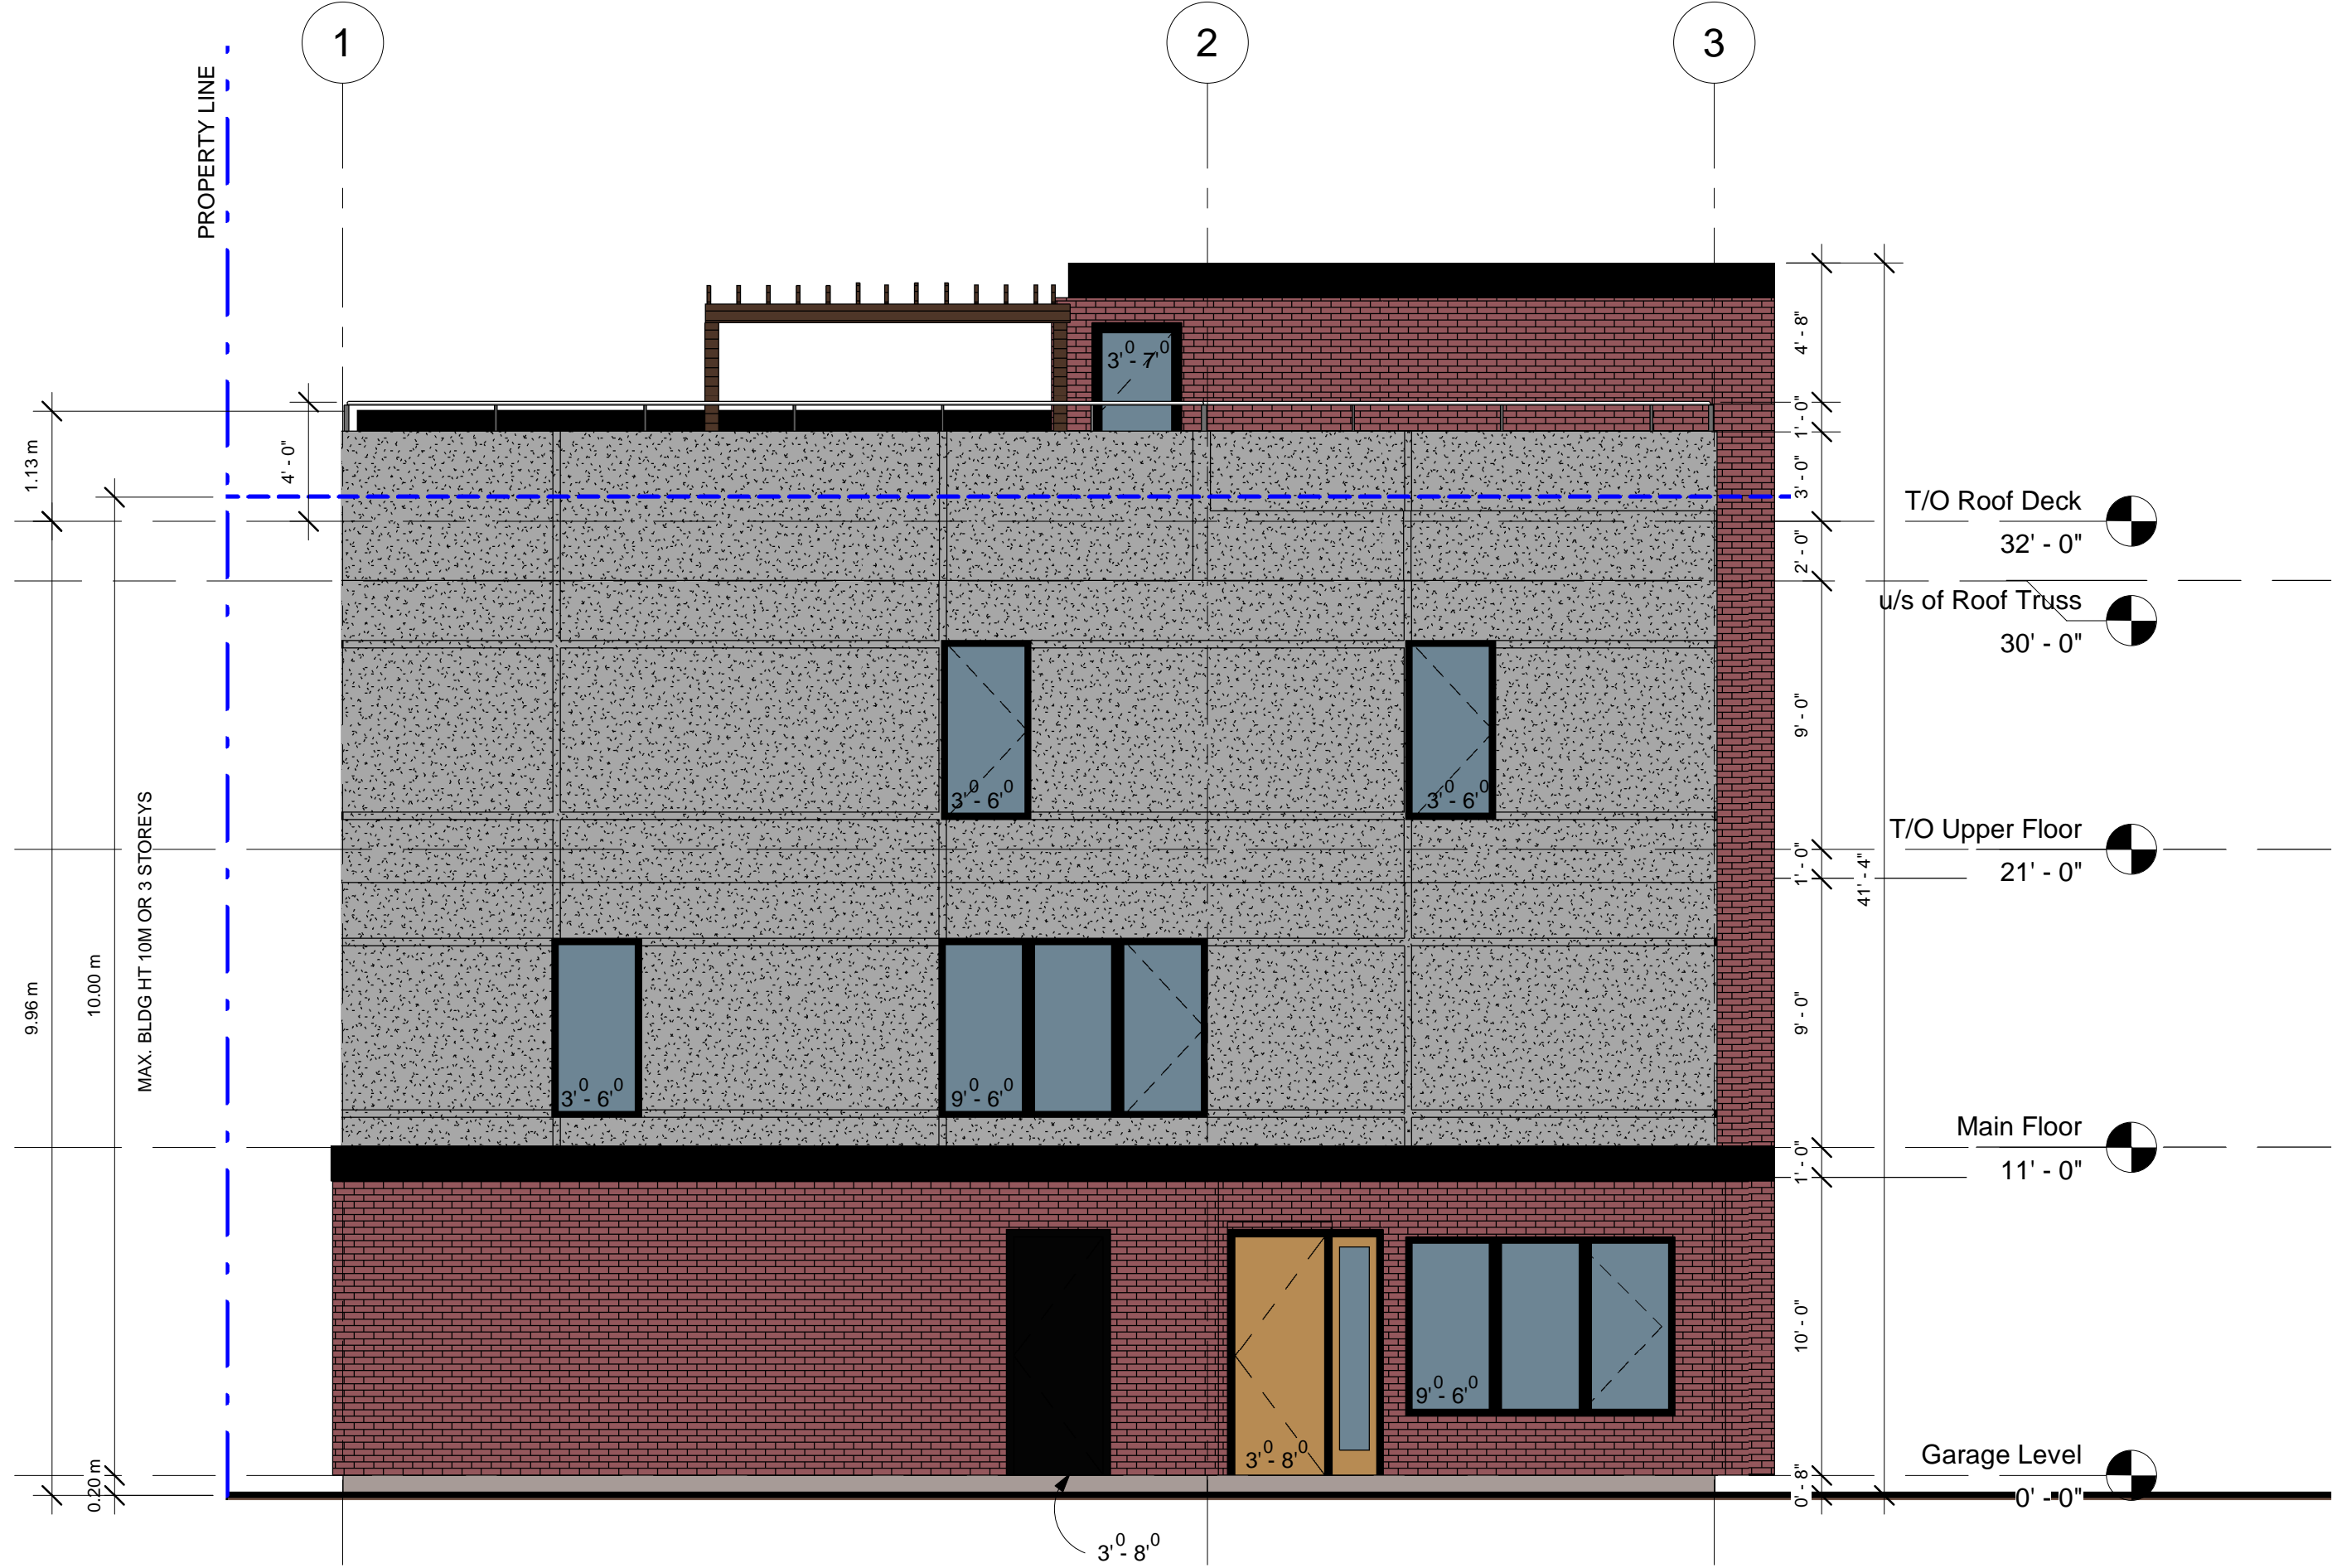 1
2
3
PROPERTY LINE
3'⁰ - 7'⁰
4' - 8"
1' - 0"
1.13 m
4' - 0"
3' - 0"
T/O Roof Deck
32' - 0"
2' - 0"
u/s of Roof Truss
30' - 0"
9' - 0"
3'⁰ - 6'⁰
3'⁰ - 6'⁰
T/O Upper Floor
21' - 0"
1' - 0"
41' - 4"
MAX. BLDG HT 10M OR 3 STOREYS
9.96 m
10.00 m
9' - 0"
3'⁰ - 6'⁰
9'⁰ - 6'⁰
Main Floor
11' - 0"
1' - 0"
10' - 0"
9'⁰ - 6'⁰
3'⁰ - 8'⁰
Garage Level
0' - 0"
0.20 m
0' - 8"
3'⁰ - 8'⁰